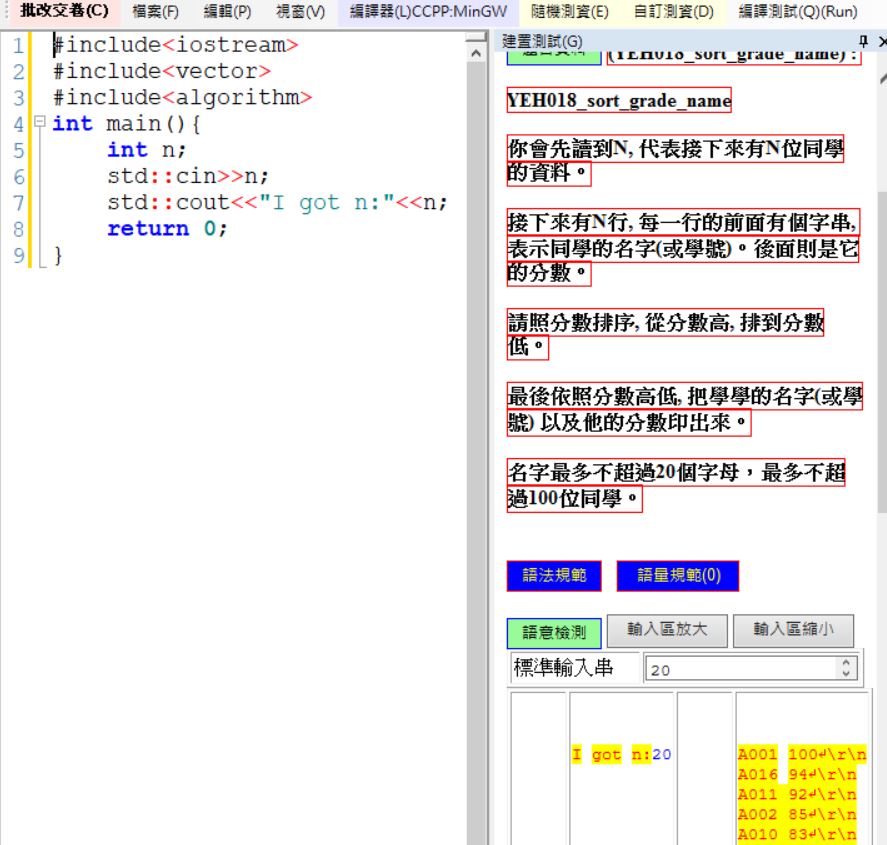 批改交卷(C) 檔案(F) 編輯(P) 視窗(V) 編譯器(L)CCPP:MinGW 隨機測資(E) 自訂測資(D) 編譯測試(Q)(Run)
1 #include<iostream>
2 #include<vector>
3 #include<algorithm>
4 int main(){
5 int n;
6 std::cin>>n;
7 std::cout<<"I got n:"<<n;
8 return 0;
9 }
建置測試(G)
(YEH018_sort_grade_name) :
YEH018_sort_grade_name
你會先讀到N, 代表接下來有N位同學
的資料。
接下來有N行, 每一行的前面有個字串,
表示同學的名字(或學號)。後面則是它
的分數。
請照分數排序, 從分數高, 排到分數
低。
最後依照分數高低, 把學學的名字(或學
號) 以及他的分數印出來。
名字最多不超過20個字母，最多不超
過100位同學。
語法規範 語量規範(0)
語意檢測 輸入區放大 輸入區縮小
標準輸入串 20
I got n:20
A001 100↵\r\n
A016 94↵\r\n
A011 92↵\r\n
A002 85↵\r\n
A010 83↵\r\n